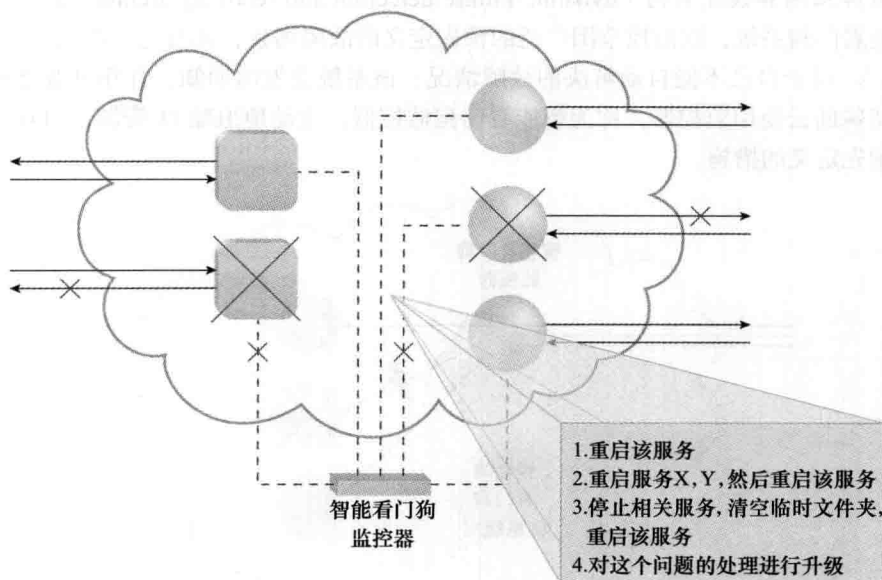 智能看门狗
监控器
1.重启该服务
2.重启服务X,Y,然后重启该服务
3.停止相关服务,清空临时文件夹,
重启该服务
4.对这个问题的处理进行升级